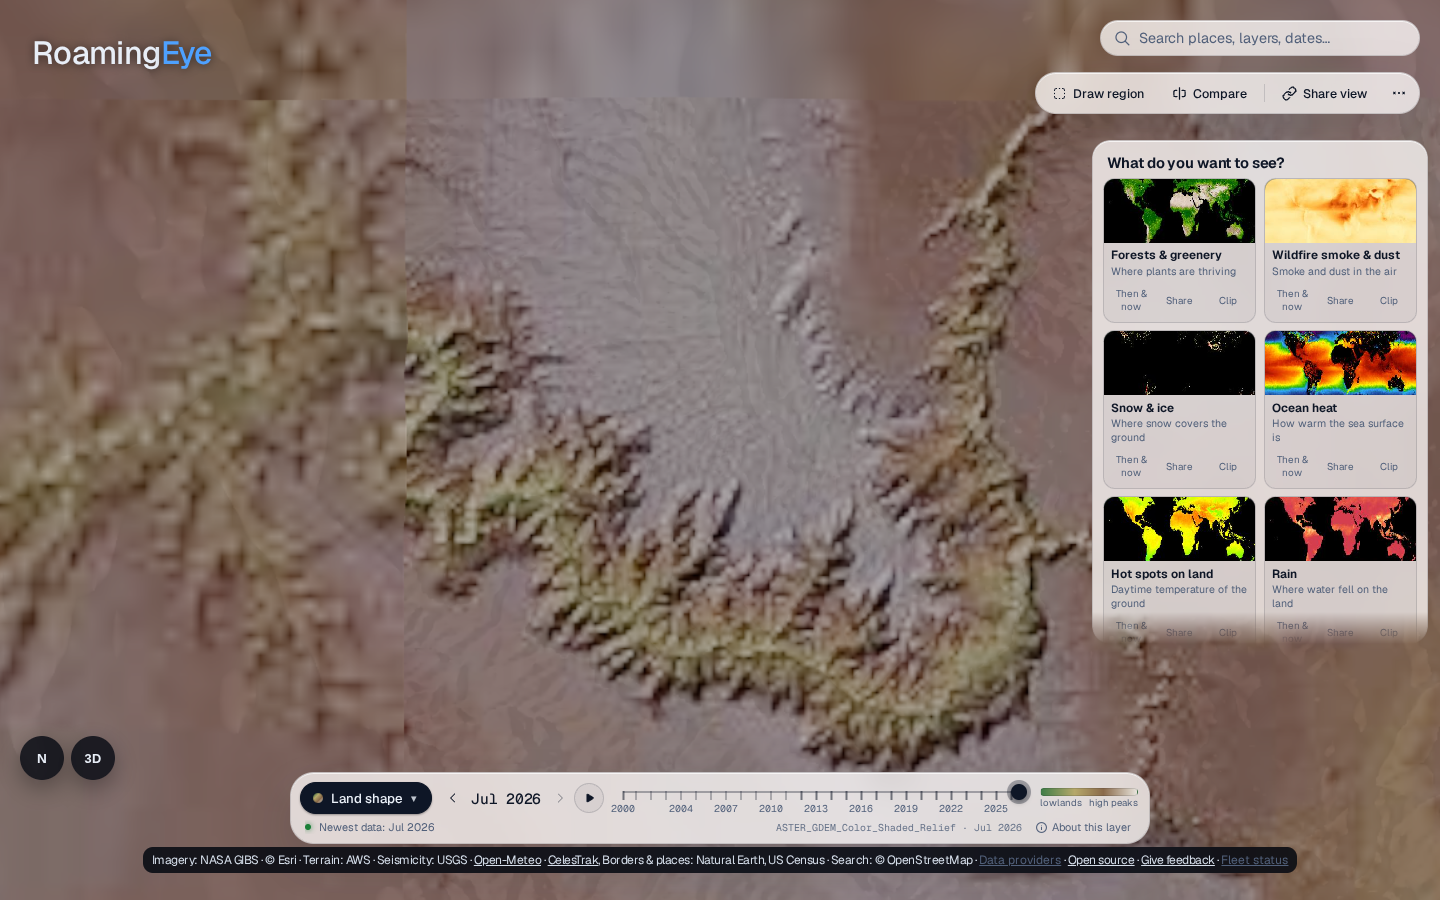 RoamingEye
Search places, layers, dates...
Draw region
Compare
Share view
What do you want to see?
Forests & greenery
Where plants are thriving
Then & now
Share
Clip
Wildfire smoke & dust
Smoke and dust in the air
Then & now
Share
Clip
Snow & ice
Where snow covers the
ground
Then & now
Share
Clip
Ocean heat
How warm the sea surface
is
Then & now
Share
Clip
Hot spots on land
Daytime temperature of the
ground
Then &
Share
Clip
Rain
Where water fell on the
land
Then &
Share
Clip
N
3D
Land shape
Jul 2026
2000 2004 2007 2010 2013 2016 2019 2022 2025
lowlands high peaks
Newest data: Jul 2026
ASTER_GDEM_Color_Shaded_Relief · Jul 2026
About this layer
Imagery: NASA GIBS · © Esri · Terrain: AWS · Seismicity: USGS · Open-Meteo · CelesTrak, Borders & places: Natural Earth, US Census · Search: © OpenStreetMap · Data providers · Open source · Give feedback · Fleet status